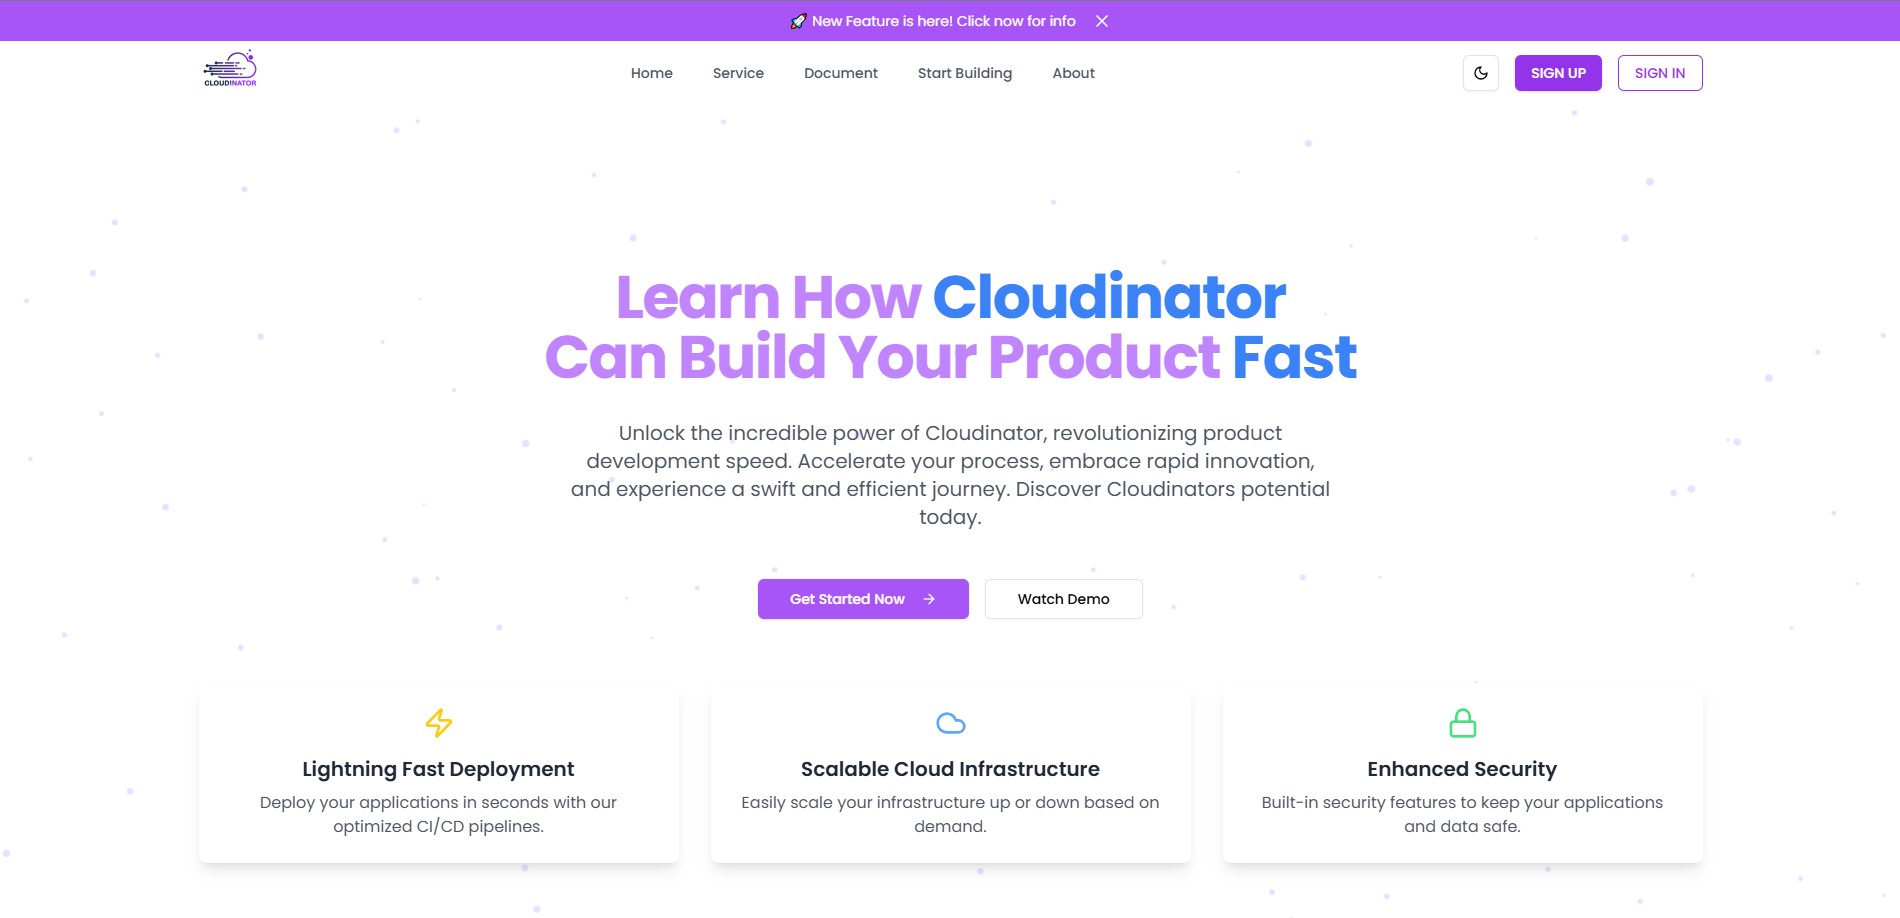 🚀 New Feature is here! Click now for info
CLOUDINATOR
Home
Service
Document
Start Building
About
SIGN UP
SIGN IN
Learn How Cloudinator
Can Build Your Product Fast
Unlock the incredible power of Cloudinator, revolutionizing product
development speed. Accelerate your process, embrace rapid innovation,
and experience a swift and efficient journey. Discover Cloudinators potential
today.
Get Started Now
Watch Demo
Lightning Fast Deployment
Deploy your applications in seconds with our
optimized CI/CD pipelines.
Scalable Cloud Infrastructure
Easily scale your infrastructure up or down based on
demand.
Enhanced Security
Built-in security features to keep your applications
and data safe.